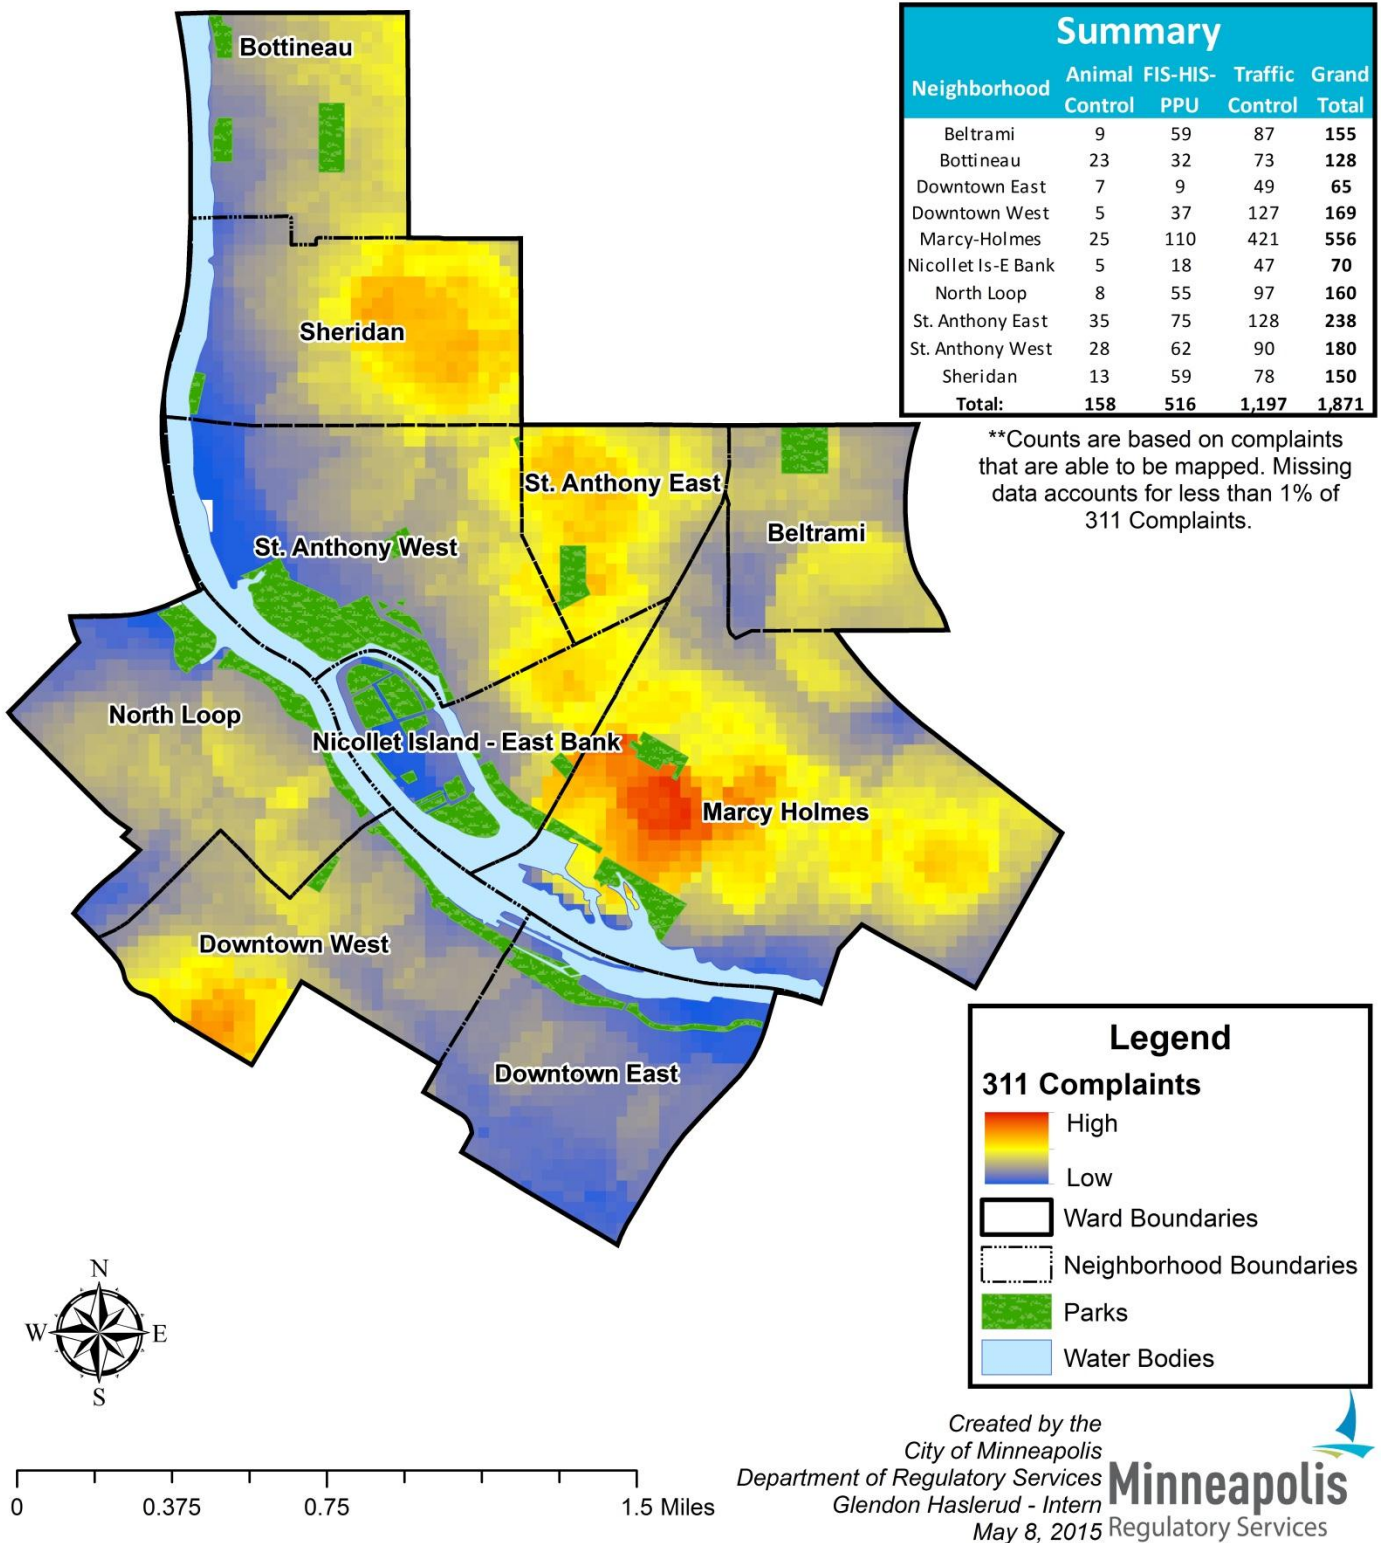 Summary
Neighborhood Animal Control FIS-HIS-PPU Traffic Control Grand Total
Beltrami 9 59 87 155
Bottineau 23 32 73 128
Downtown East 7 9 49 65
Downtown West 5 37 127 169
Marcy-Holmes 25 110 421 556
Nicollet Is-E Bank 5 18 47 70
North Loop 8 55 97 160
St. Anthony East 35 75 128 238
St. Anthony West 28 62 90 180
Sheridan 13 59 78 150
Total: 158 516 1,197 1,871
**Counts are based on complaints
that are able to be mapped. Missing
data accounts for less than 1% of
311 Complaints.
Bottineau
Sheridan
St. Anthony East
Beltrami
St. Anthony West
North Loop
Nicollet Island - East Bank
Marcy Holmes
Downtown West
Downtown East
Legend
311 Complaints
High
Low
Ward Boundaries
Neighborhood Boundaries
Parks
Water Bodies
N
W E
S
0 0.375 0.75 1.5 Miles
Created by the
City of Minneapolis
Department of Regulatory Services
Glendon Haslerud - Intern
May 8, 2015
Minneapolis
Regulatory Services